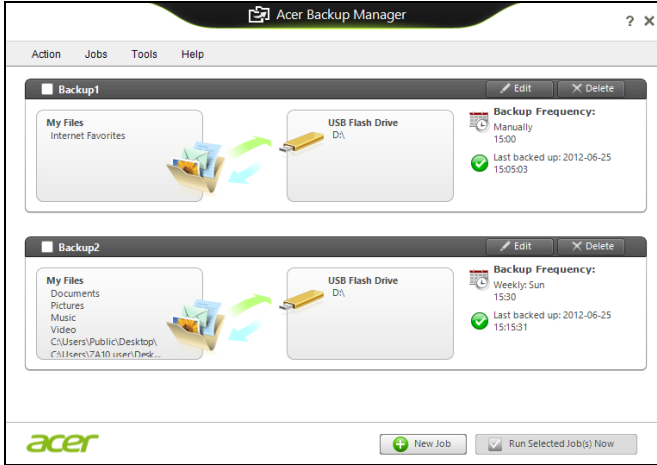 Acer Backup Manager
? X
Action Jobs Tools Help
Backup1
Edit
Delete
My Files
Internet Favorites
USB Flash Drive
D:\
Backup Frequency:
Manually
15:00
Last backed up: 2012-06-25
15:05:03
Backup2
Edit
Delete
My Files
Documents
Pictures
Music
Video
C:\Users\Public\Desktop\
C:\Users\ZA10 user\Desk...
USB Flash Drive
D:\
Backup Frequency:
Weekly: Sun
15:30
Last backed up: 2012-06-25
15:15:31
acer
New Job
Run Selected Job(s) Now